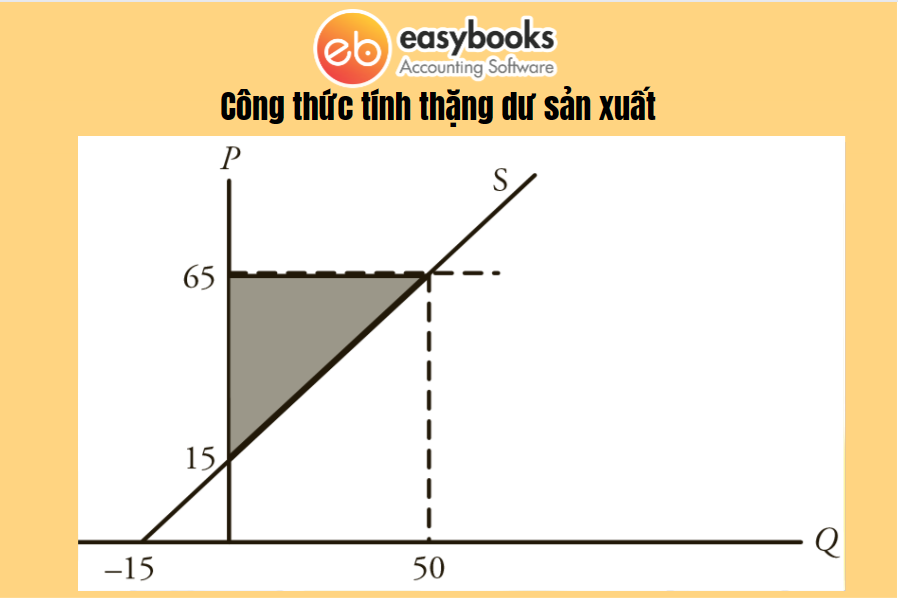 eb easybooks
Accounting Software
Công thức tính thặng dư sản xuất
P
S
65
15
Q
–15
50